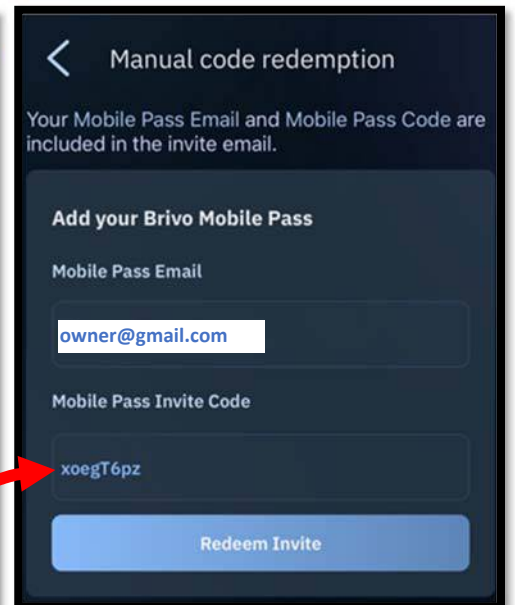 Manual code redemption
Your Mobile Pass Email and Mobile Pass Code are
included in the invite email.
Add your Brivo Mobile Pass
Mobile Pass Email
owner@gmail.com
Mobile Pass Invite Code
xoegT6pz
Redeem Invite